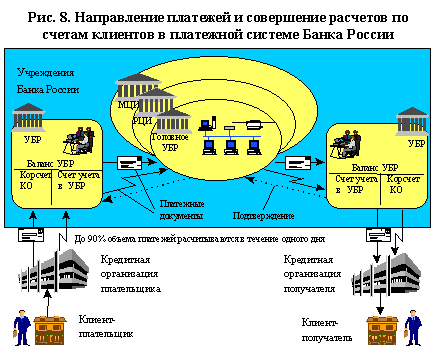 Рис. 8. Направление платежей и совершение расчетов по
счетам клиентов в платежной системе Банка России
Учреждения
Банка России
МЦИ
РЦИ
Головное
УБР
УБР
Баланс УБР
Корсчет
КО
Счет учета
в УБР
УБР
Баланс УБР
Счет учета
в УБР
Корсчет
КО
Платежные
документы
Подтверждение
До 90% объема платежей расчитываются в течение одного дня
Кредитная
организация
плательщика
Кредитная
организация
получателя
Клиент-
плательщик
Клиент-
получатель